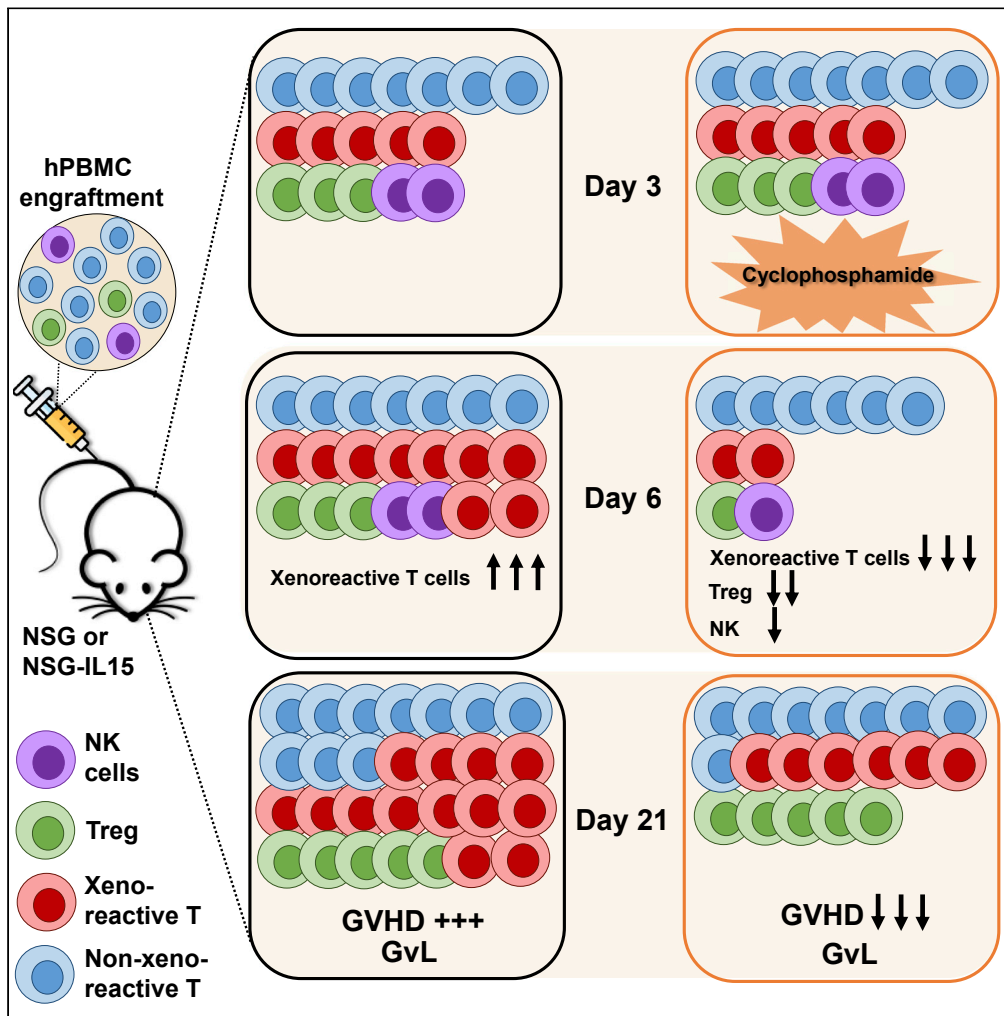 hPBMC
engraftment
NSG or
NSG-IL15
NK
cells
Treg
Xeno-
reactive T
Non-xeno-
reactive T
Day 3
Cyclophosphamide
Day 6
Xenoreactive T cells ↑↑↑
Xenoreactive T cells ↓↓↓
Treg ↓↓
NK ↓
Day 21
GVHD +++
GvL
GVHD ↓↓↓
GvL